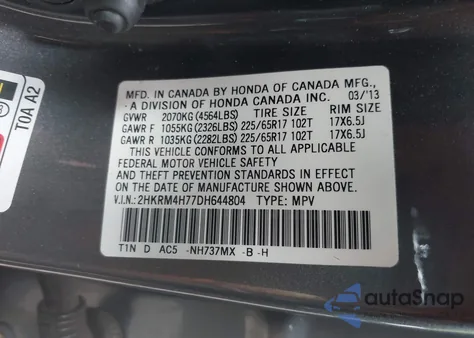 MFD. IN CANADA BY HONDA OF CANADA MFG.,
A DIVISION OF HONDA CANADA INC. 03/'13
GVWR 2070KG(4564LBS) TIRE SIZE RIM SIZE
GAWR F 1055KG(2326LBS) 225/65R17 102T 17X6.5J
GAWR R 1035KG(2282LBS) 225/65R17 102T 17X6.5J
THIS VEHICLE CONFORMS TO ALL APPLICABLE
FEDERAL MOTOR VEHICLE SAFETY
AND THEFT PREVENTION STANDARDS IN EFFECT
ON THE DATE OF MANUFACTURE SHOWN ABOVE.
V.I.N.: 2HKRM4H77DH644804 TYPE: MPV
T1N D AC5 -NH737MX -B -H
T0A A2
autoSnap